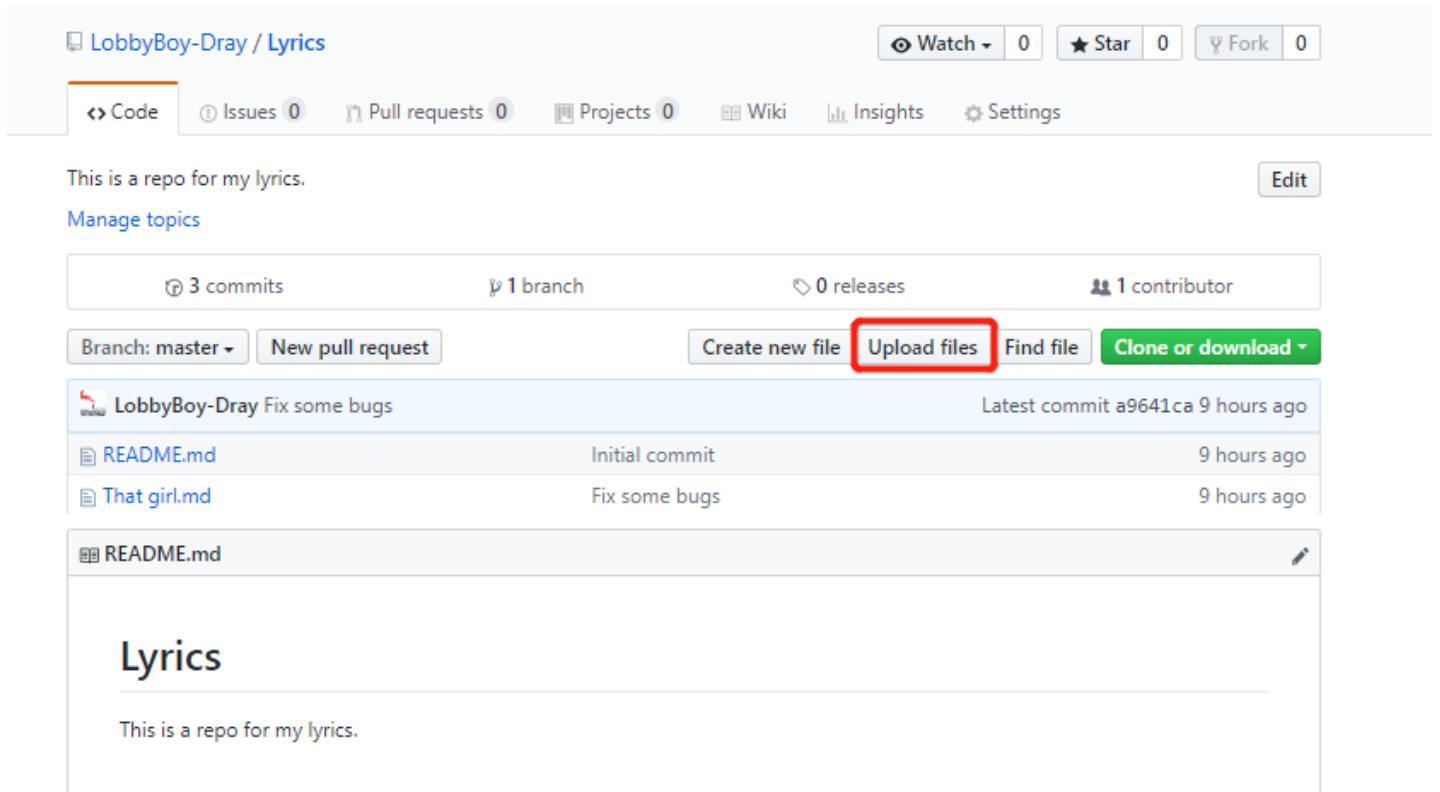 LobbyBoy-Dray / Lyrics Watch 0 Star 0 Fork 0
Code Issues 0 Pull requests 0 Projects 0 Wiki Insights Settings
This is a repo for my lyrics. Edit
Manage topics
3 commits 1 branch 0 releases 1 contributor
Branch: master New pull request Create new file Upload files Find file Clone or download
LobbyBoy-Dray Fix some bugs Latest commit a9641ca 9 hours ago
README.md Initial commit 9 hours ago
That girl.md Fix some bugs 9 hours ago
README.md
Lyrics
This is a repo for my lyrics.